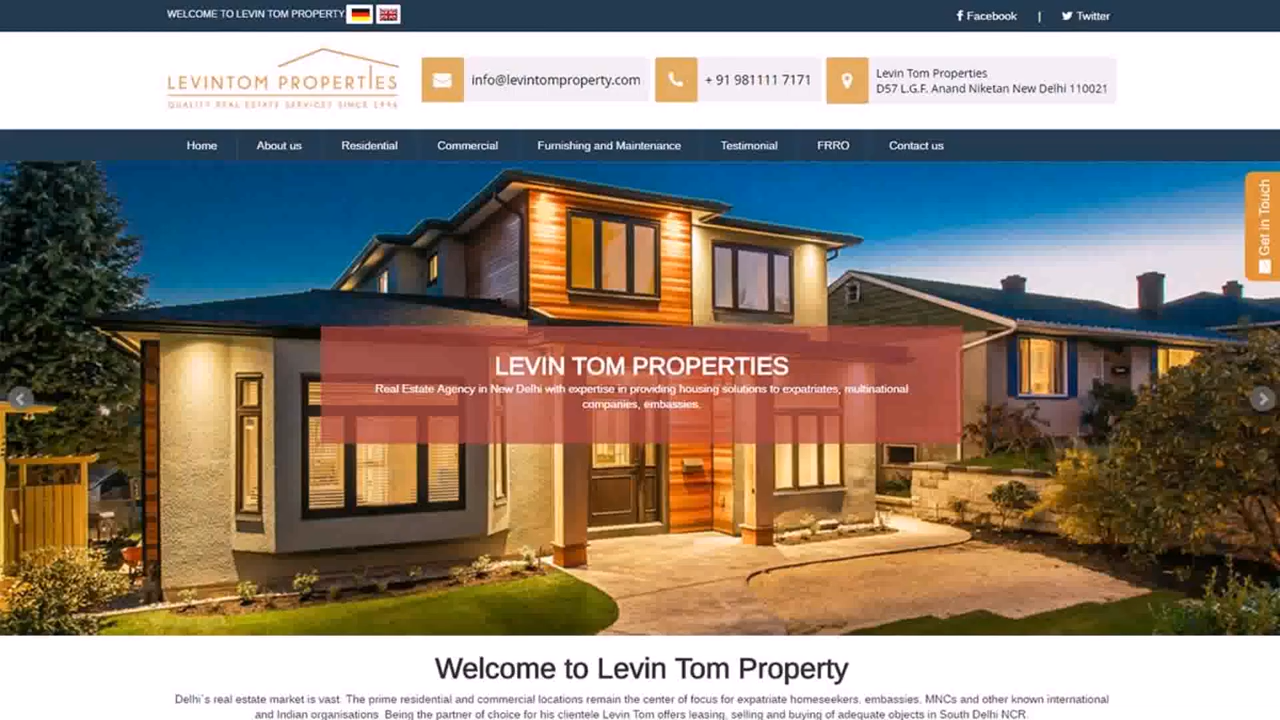 WELCOME TO LEVIN TOM PROPERTY.
Facebook | Twitter
LEVINTOM PROPERTIES
QUALITY REAL ESTATE SERVICES SINCE 1996
info@levintomproperty.com
+ 91 981111 7171
Levin Tom Properties
D57 L.G.F. Anand Niketan New Delhi 110021
Home About us Residential Commercial Furnishing and Maintenance Testimonial FRRO Contact us
Get in Touch
LEVIN TOM PROPERTIES
Real Estate Agency in New Delhi with expertise in providing housing solutions to expatriates, multinational
companies, embassies.
Welcome to Levin Tom Property
Delhi`s real estate market is vast. The prime residential and commercial locations remain the center of focus for expatriate homeseekers, embassies, MNCs and other known international
and Indian organisations. Being the partner of choice for his clientele Levin Tom offers leasing, selling and buying of adequate objects in South Delhi NCR.